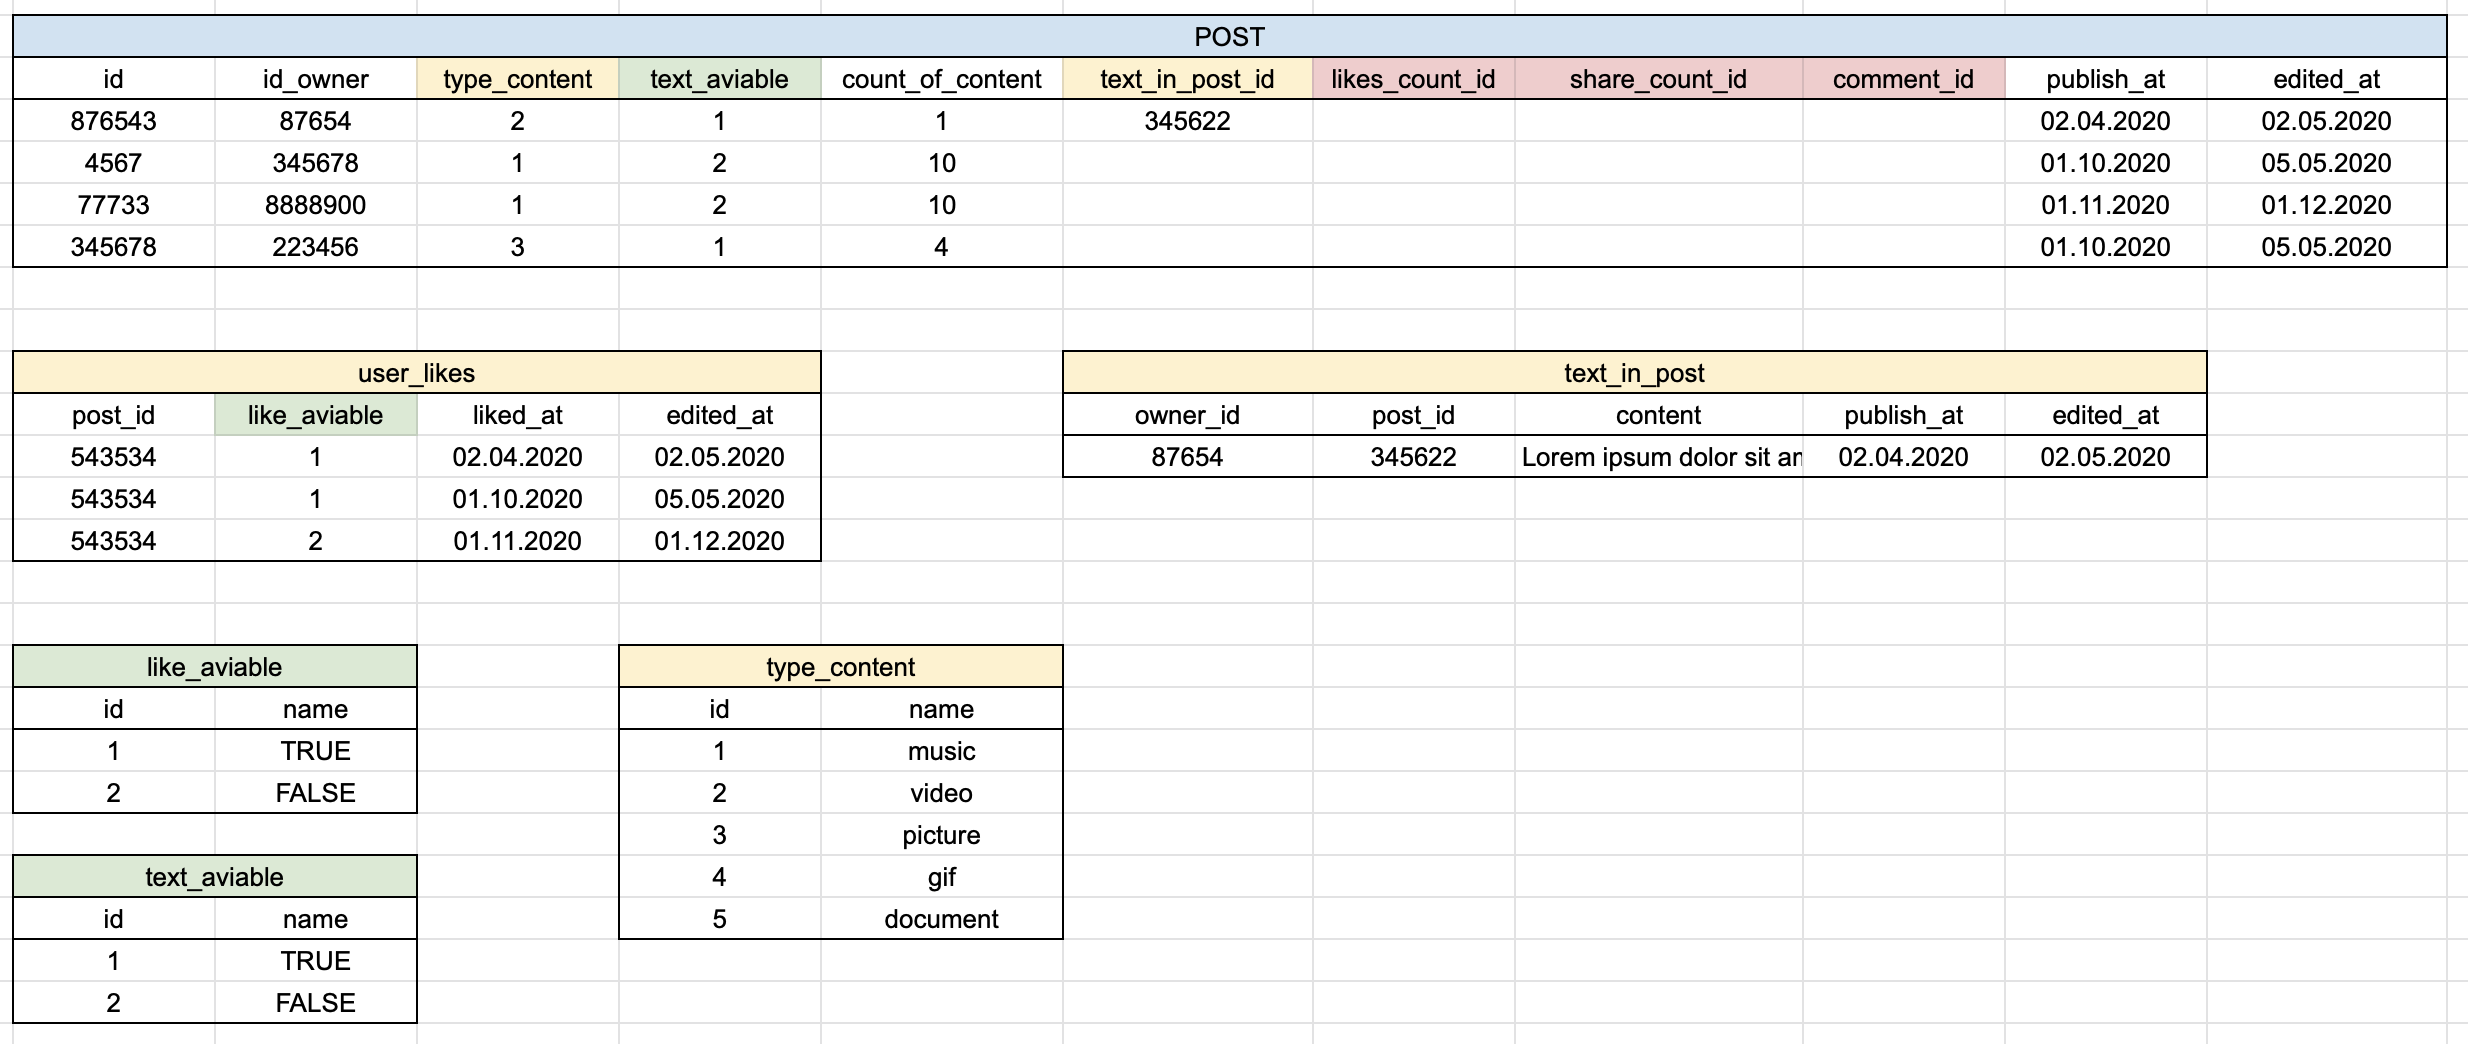 POST
id id_owner type_content text_aviable count_of_content text_in_post_id likes_count_id share_count_id comment_id publish_at edited_at
876543 87654 2 1 1 345622 02.04.2020 02.05.2020
4567 345678 1 2 10 01.10.2020 05.05.2020
77733 8888900 1 2 10 01.11.2020 01.12.2020
345678 223456 3 1 4 01.10.2020 05.05.2020
user_likes
post_id like_aviable liked_at edited_at
543534 1 02.04.2020 02.05.2020
543534 1 01.10.2020 05.05.2020
543534 2 01.11.2020 01.12.2020
text_in_post
owner_id post_id content publish_at edited_at
87654 345622 Lorem ipsum dolor sit 02.04.2020 02.05.2020
like_aviable
id name
1 TRUE
2 FALSE
text_aviable
id name
1 TRUE
2 FALSE
type_content
id name
1 music
2 video
3 picture
4 gif
5 document